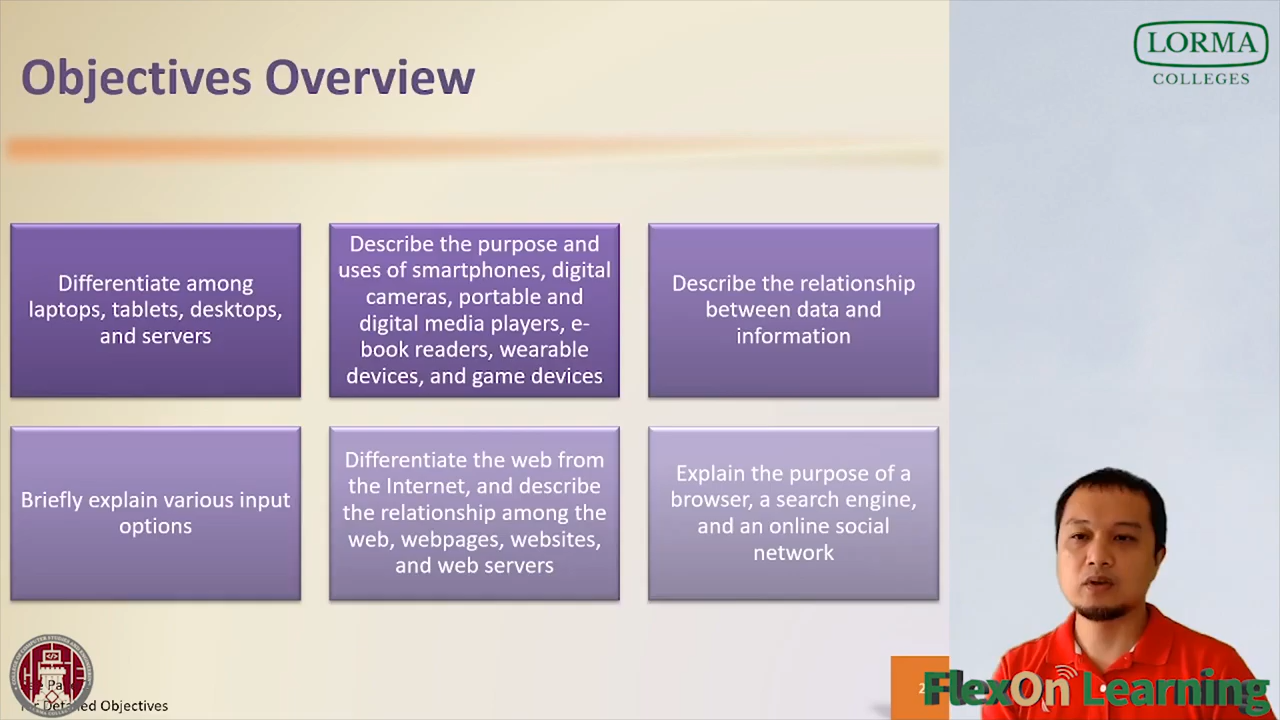 LORMA
COLLEGES
Objectives Overview
Differentiate among
laptops, tablets, desktops,
and servers
Describe the purpose and
uses of smartphones, digital
cameras, portable and
digital media players, e-
book readers, wearable
devices, and game devices
Describe the relationship
between data and
information
Briefly explain various input
options
Differentiate the web from
the Internet, and describe
the relationship among the
web, webpages, websites,
and web servers
Explain the purpose of a
browser, a search engine,
and an online social
network
Detailed Objectives
FlexOn Learning